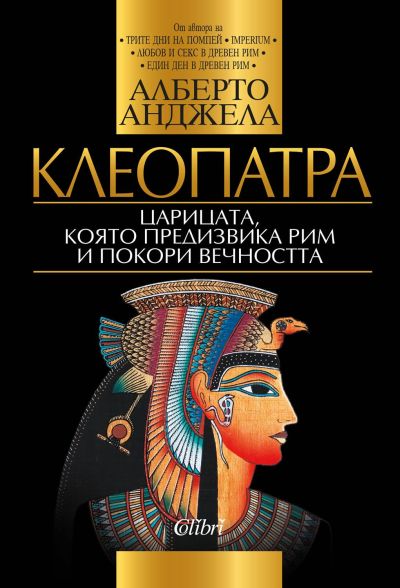 От автора на
• ТРИТЕ ДНИ НА ПОМПЕЙ • IMPERIUM •
• ЛЮБОВ И СЕКС В ДРЕВЕН РИМ •
• ЕДИН ДЕН В ДРЕВЕН РИМ •
АЛБЕРТО
АНДЖЕЛА
КЛЕОПАТРА
ЦАРИЦАТА,
КОЯТО ПРЕДИЗВИКА РИМ
И ПОКОРИ ВЕЧНОСТТА
Colibri